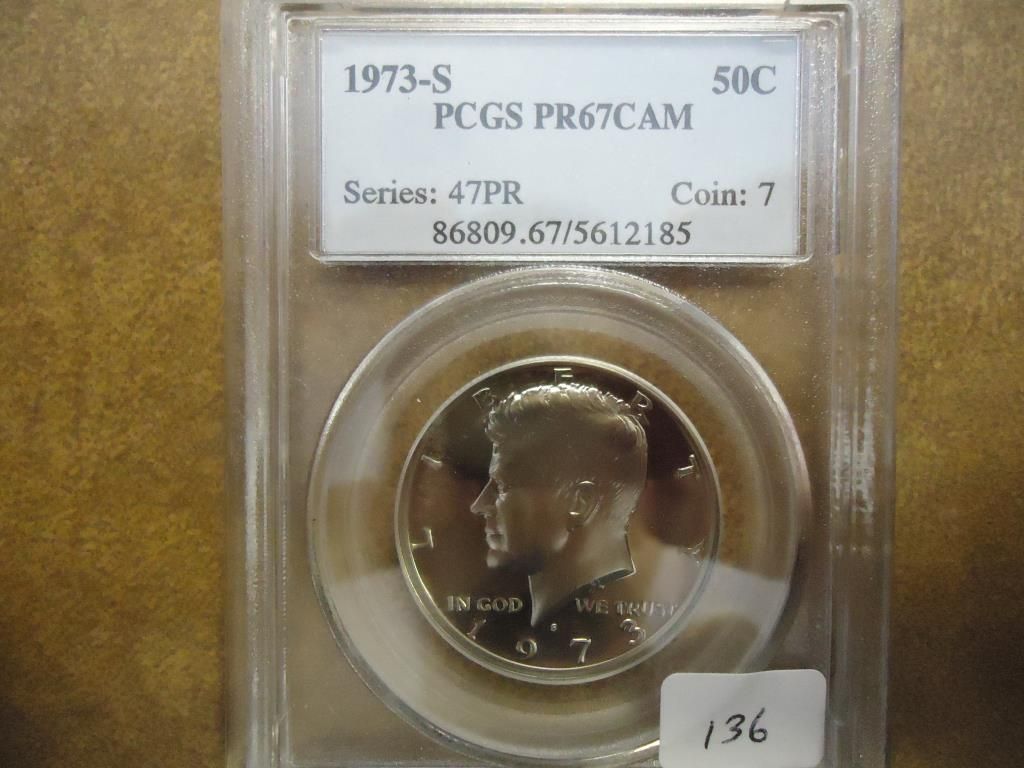 1973-S 50C
PCGS PR67CAM
Series: 47PR Coin: 7
86809.67/5612185
LIBERTY
IN GOD WE TRUST
S
1973
136